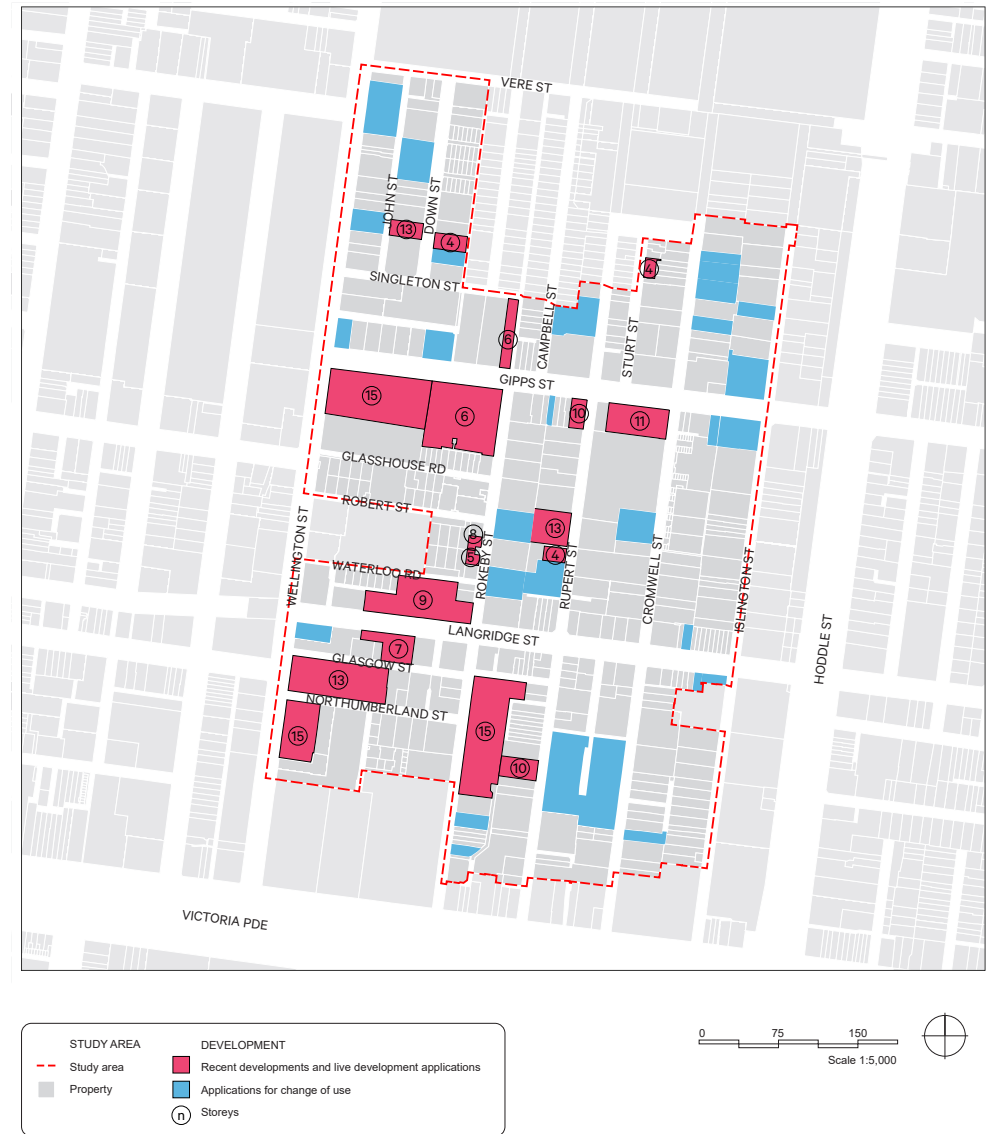 VERE ST
JOHN ST
DOWN ST
13
4
4
SINGLETON ST
CAMPBELL ST
STURT ST
6
GIPPS ST
15
6
10
11
GLASSHOUSE RD
ROBERT ST
WELLINGTON ST
8
5
ROKEBY ST
13
4
RUPERT ST
CROMWELL ST
ISLINGTON ST
HODDLE ST
WATERLOO RD
9
LANGRIDGE ST
7
GLASGOW ST
13
NORTHUMBERLAND ST
15
15
10
VICTORIA PDE
STUDY AREA
Study area
Property
DEVELOPMENT
Recent developments and live development applications
Applications for change of use
n Storeys
0 75 150
Scale 1:5,000